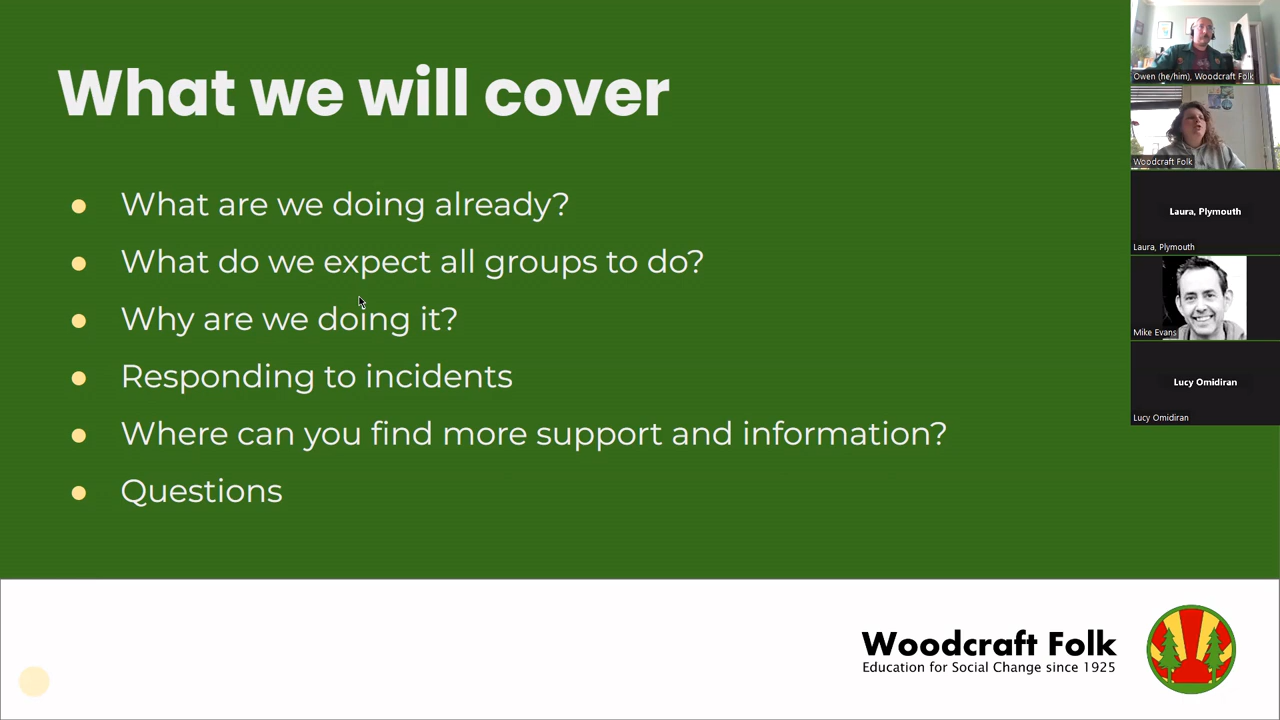 What we will cover
What are we doing already?
What do we expect all groups to do?
Why are we doing it?
Responding to incidents
Where can you find more support and information?
Questions
Woodcraft Folk
Education for Social Change since 1925
Owen (he/him), Woodcraft Folk
Woodcraft Folk
Laura, Plymouth
Laura, Plymouth
Mike Evans
Lucy Omidiran
Lucy Omidiran